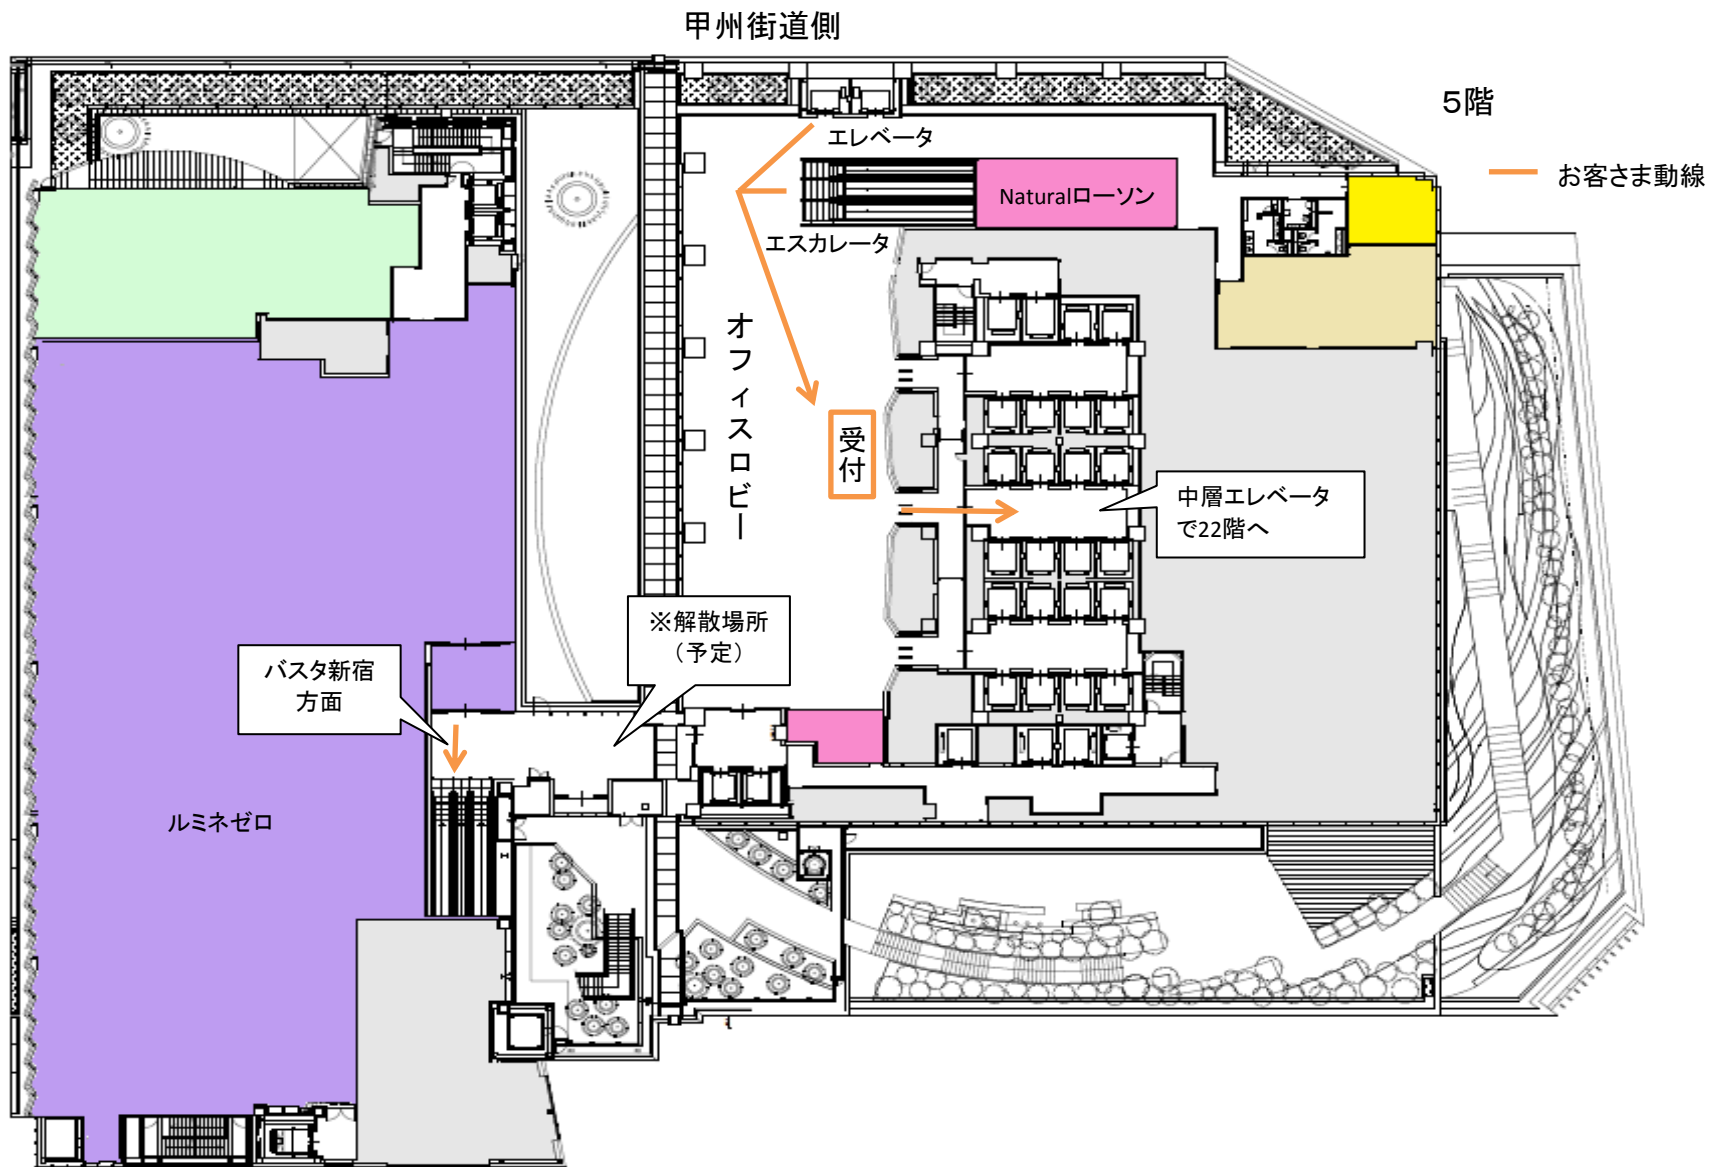 甲州街道側
5階
お客さま動線
エレベータ
Naturalローソン
エスカレータ
オフィスロビー
受付
中層エレベータ
で22階へ
※解散場所
（予定）
バスタ新宿
方面
ルミネゼロ